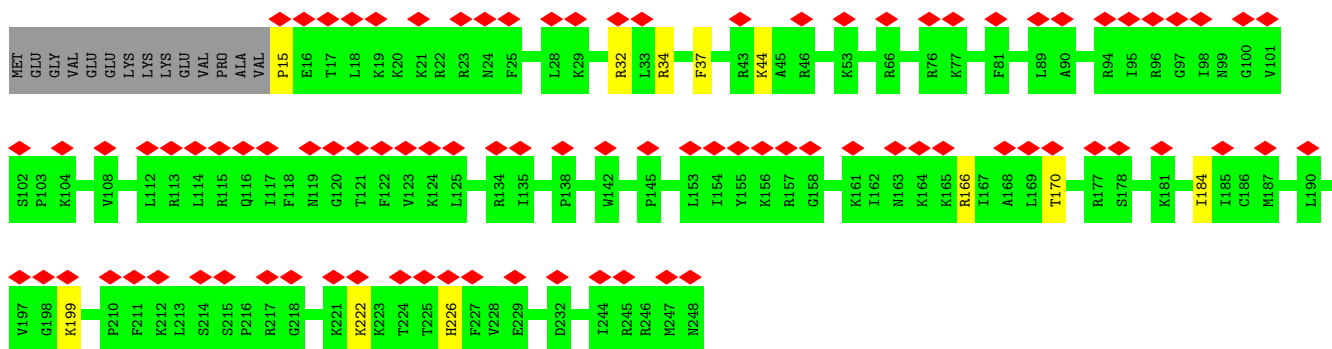 MET GLU GLY VAL GLU GLU LYS LYS LYS GLU VAL PRO ALA VAL P15 E16 T17 L18 K19 K20 K21 R22 R23 N24 F25 L28 K29 R32 L33 R34 F37 R43 K44 A45 R46 K53 R66 R76 K77 F81 L89 A90 R94 I95 R96 G97 I98 N99 G100 V101
S102 P103 K104 V108 L112 R113 L114 R115 Q116 I117 F118 N119 G120 T121 F122 V123 K124 L125 R134 I135 P138 W142 P145 L153 I154 Y155 K156 R157 G158 K161 I162 N163 K164 K165 R166 I167 A168 L169 T170 R177 S178 K181 I184 I185 C186 M187 L190
V197 G198 K199 P210 F211 K212 L213 S214 S215 P216 R217 G218 K221 K222 K223 T224 T225 H226 F227 V228 E229 D232 I244 R245 R246 M247 N248